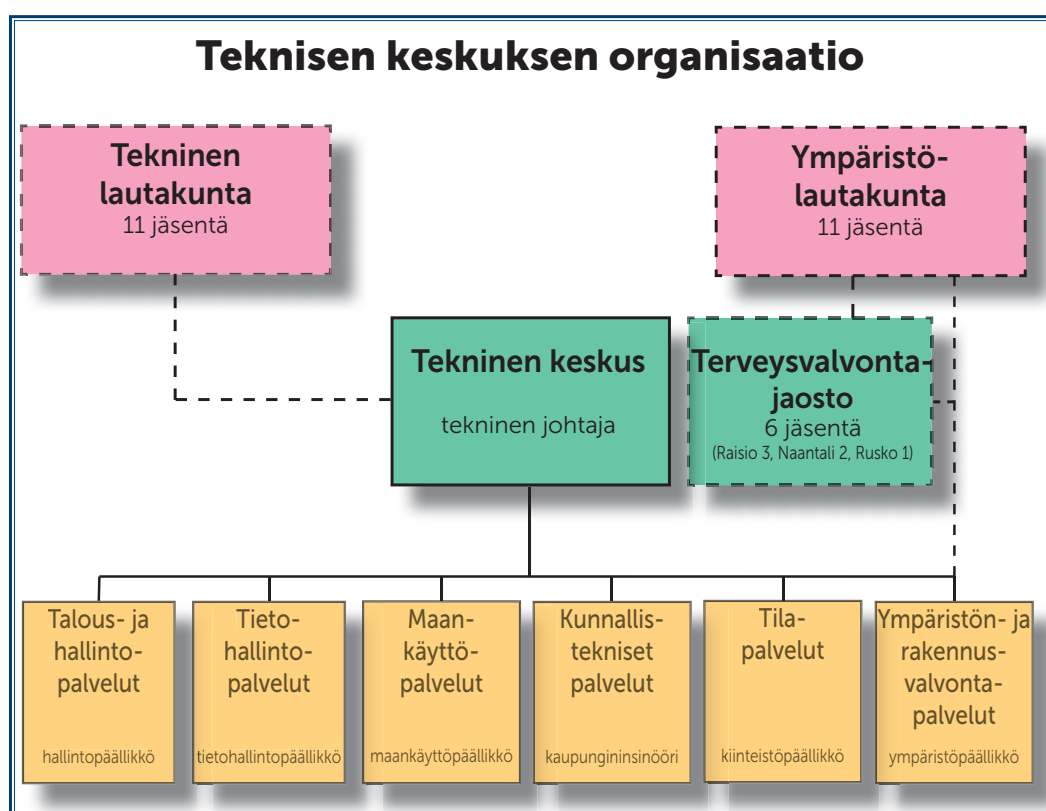 Teknisen keskuksen organisaatio
Tekninen
lautakunta
11 jäsentä
Ympäristö-
lautakunta
11 jäsentä
Tekninen keskus
tekninen johtaja
Terveysvalvonta-
jaosto
6 jäsentä
(Raisio 3, Naantali 2, Rusko 1)
Talous- ja
hallinto-
palvelut
hallintopäällikkö
Tieto-
hallinto-
palvelut
tietohallintopäällikkö
Maan-
käyttö-
palvelut
maankäyttöpäällikkö
Kunnallis-
tekniset
palvelut
kaupungininsinööri
Tila-
palvelut
kiinteistöpäällikkö
Ympäristön- ja
rakennus-
valvonta-
palvelut
ympäristöpäällikkö